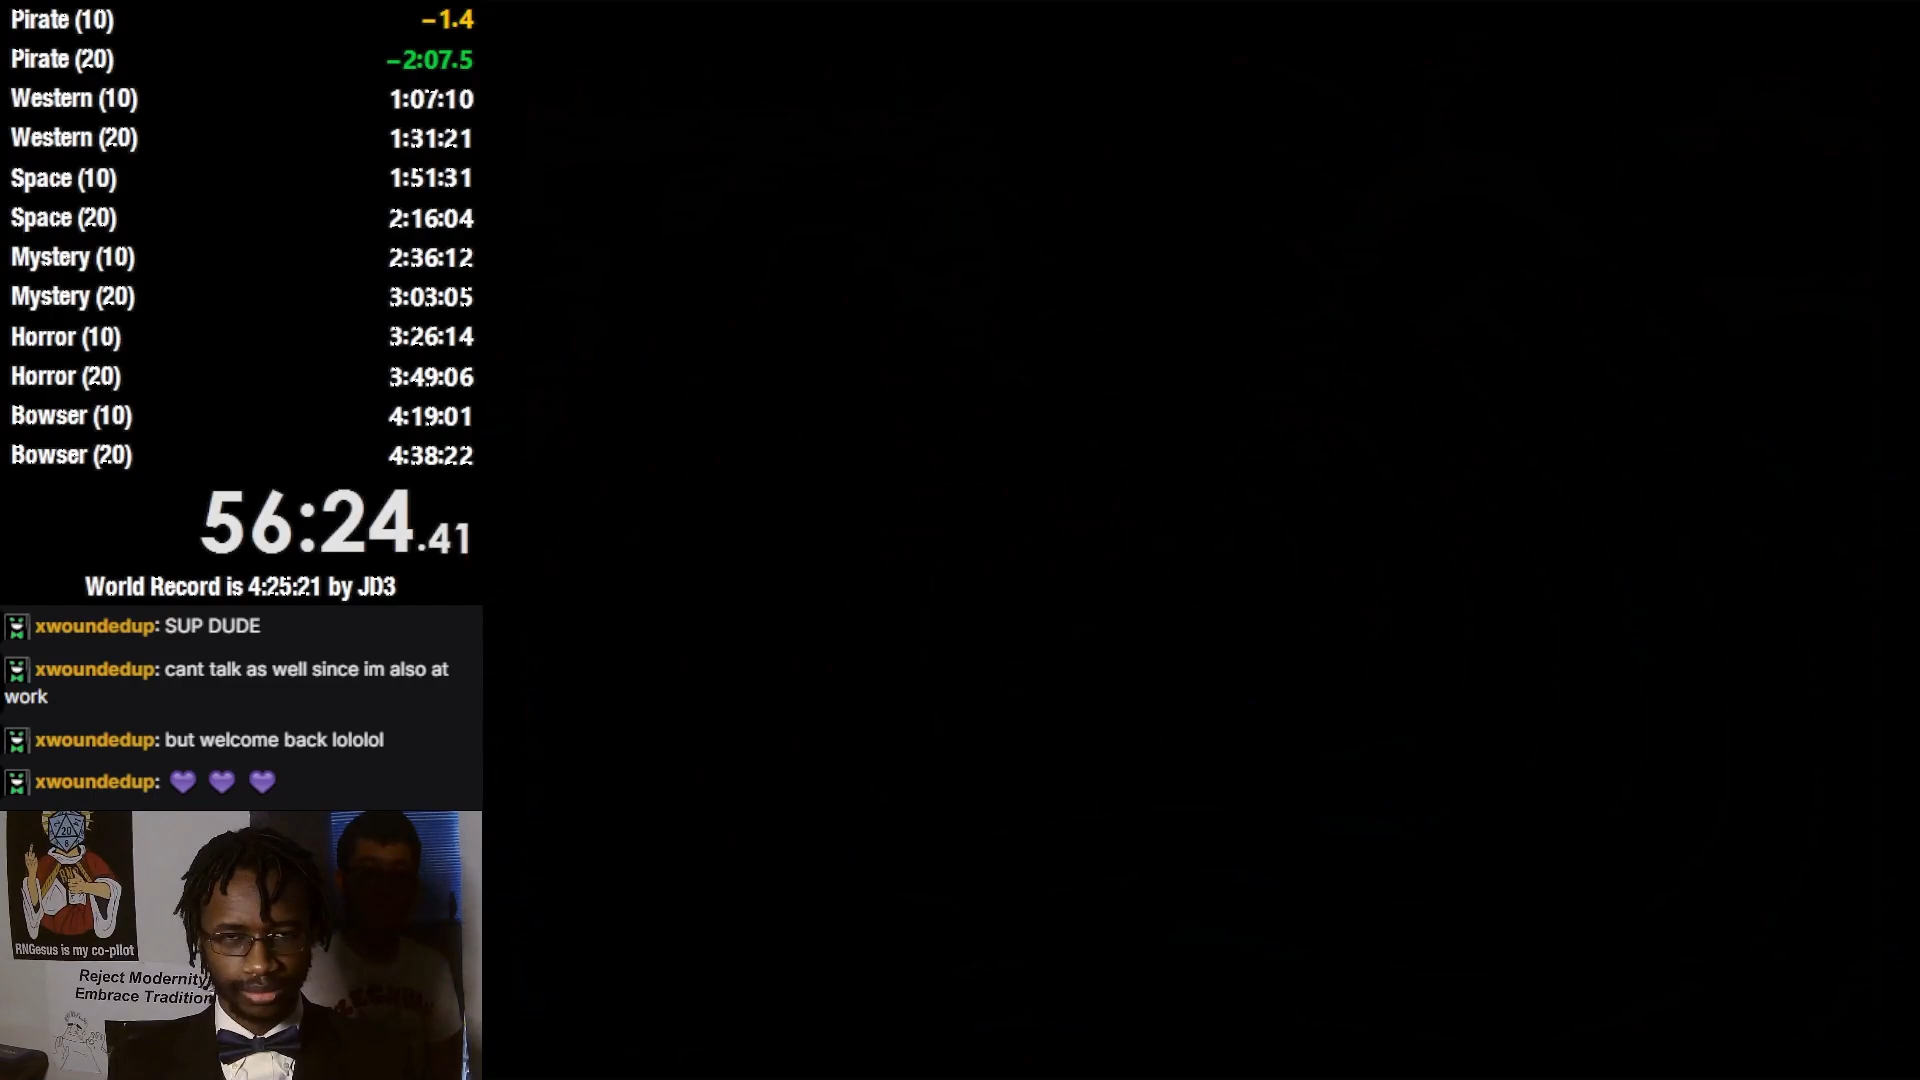 Pirate (10) −1.4
Pirate (20) −2:07.5
Western (10) 1:07:10
Western (20) 1:31:21
Space (10) 1:51:31
Space (20) 2:16:04
Mystery (10) 2:36:12
Mystery (20) 3:03:05
Horror (10) 3:26:14
Horror (20) 3:49:06
Bowser (10) 4:19:01
Bowser (20) 4:38:22
56:24.41
World Record is 4:25:21 by JD3
xwoundedup: SUP DUDE
xwoundedup: cant talk as well since im also at
work
xwoundedup: but welcome back lololol
xwoundedup: 💜 💜 💜
20
RNGesus is my co-pilot
Reject Modernity,
Embrace Tradition